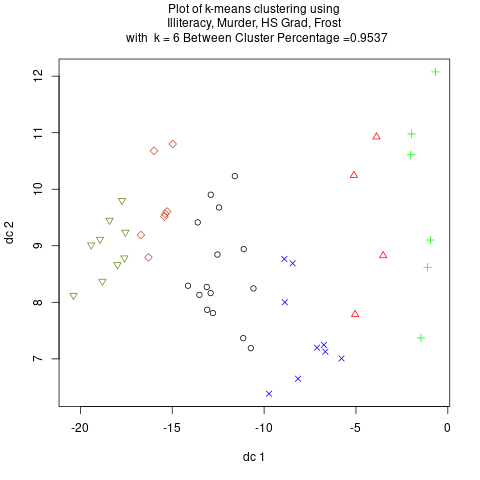 Plot of k-means clustering using
Illiteracy, Murder, HS Grad, Frost
with  k = 6 Between Cluster Percentage =0.9537
12
11
10
9
8
7
dc 2
-20 -15 -10 -5 0
dc 1